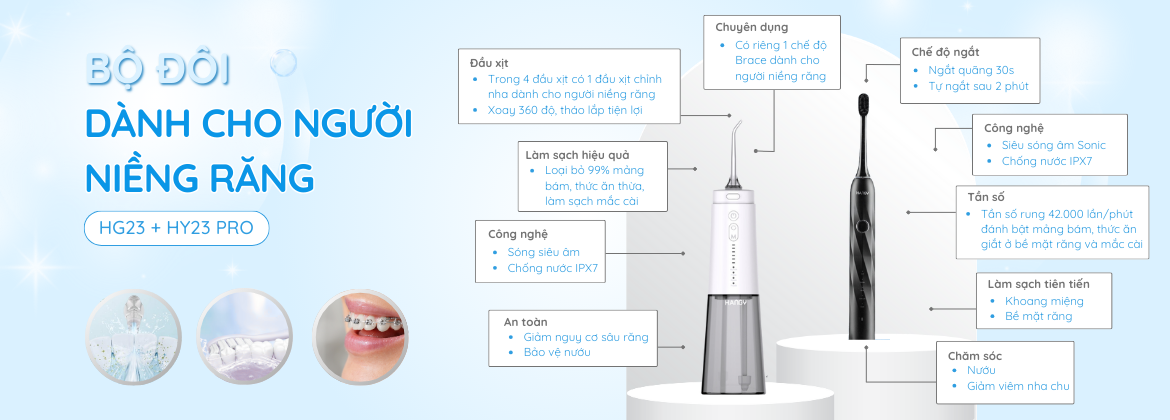 BỘ ĐÔI
DÀNH CHO NGƯỜI
NIỀNG RĂNG
HG23 + HY23 PRO
Đầu xịt
Trong 4 đầu xịt có 1 đầu xịt chỉnh
nha dành cho người niềng răng
Xoay 360 độ, tháo lắp tiện lợi
Chuyên dụng
Có riêng 1 chế độ
Brace dành cho
người niềng răng
Làm sạch hiệu quả
Loại bỏ 99% mảng
bám, thức ăn thừa,
làm sạch mắc cài
Công nghệ
Sóng siêu âm
Chống nước IPX7
An toàn
Giảm nguy cơ sâu răng
Bảo vệ nướu
HANDY
Chế độ ngắt
Ngắt quãng 30s
Tự ngắt sau 2 phút
Công nghệ
Siêu sóng âm Sonic
Chống nước IPX7
Tần số
Tần số rung 42.000 lần/phút
đánh bật mảng bám, thức ăn
giắt ở bề mặt răng và mắc cài
Làm sạch tiên tiến
Khoang miệng
Bề mặt răng
Chăm sóc
Nướu
Giảm viêm nha chu